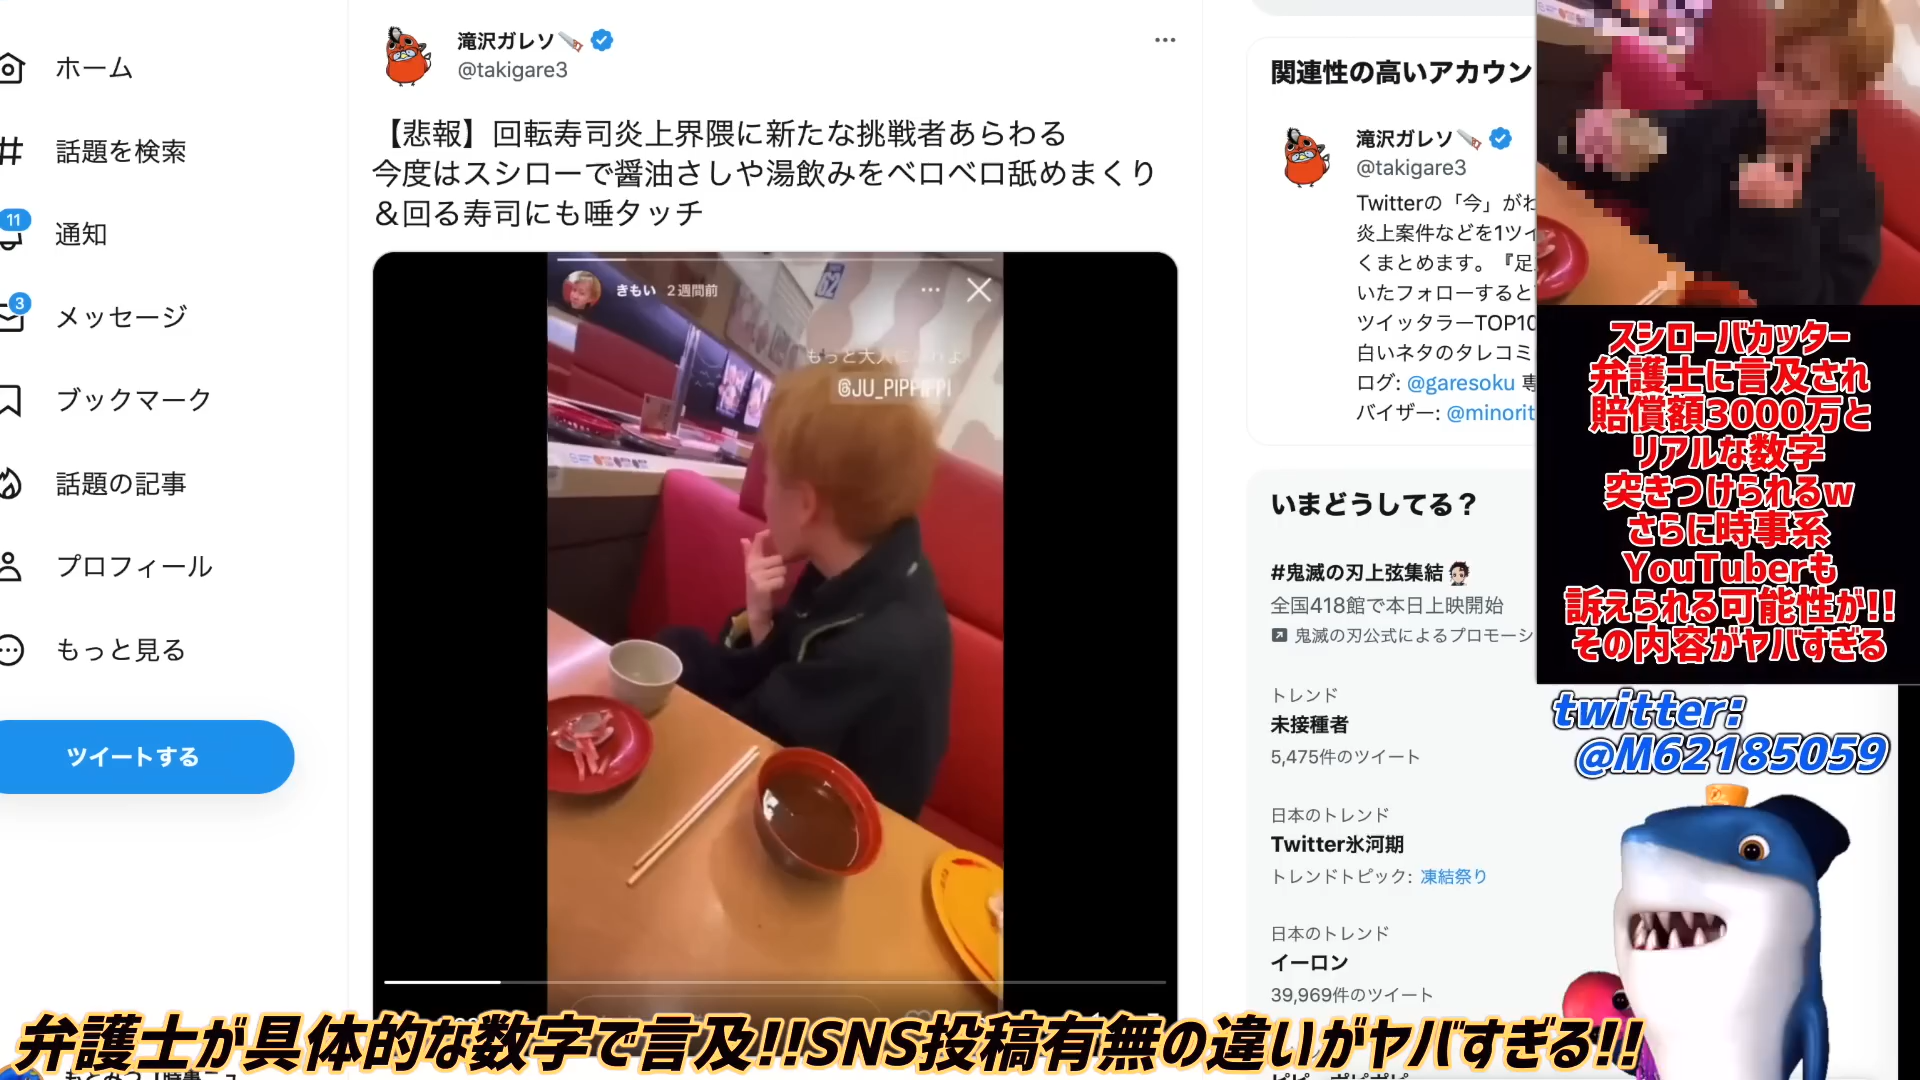 ホーム
話題を検索
11
通知
3
メッセージ
ブックマーク
話題の記事
プロフィール
もっと見る
ツイートする
滝沢ガレソ
@takigare3
【悲報】回転寿司炎上界隈に新たな挑戦者あらわる
今度はスシローで醤油さしや湯飲みをベロベロ舐めまくり
＆回る寿司にも唾タッチ
きもい 2週間前
62
@JU_PIPPIPPI
関連性の高いアカウン
滝沢ガレソ
@takigare3
Twitterの「今」がわ
炎上案件などを1ツイ
くまとめます。『足
いたフォローすると
ツイッタラーTOP10
白いネタのタレコミ
ログ: @garesoku 専
バイザー: @minorit
いまどうしてる？
#鬼滅の刃上弦集結
全国418館で本日上映開始
鬼滅の刃公式によるプロモーシ
トレンド
未接種者
5,475件のツイート
日本のトレンド
Twitter氷河期
トレンドトピック: 凍結祭り
日本のトレンド
イーロン
39,969件のツイート
スシローバカッター
弁護士に言及され
賠償額3000万と
リアルな数字
突きつけられるw
さらに時事系
YouTuberも
訴えられる可能性が!!
その内容がヤバすぎる
twitter:
@M62185059
弁護士が具体的な数字で言及!!SNS投稿有無の違いがヤバすぎる!!